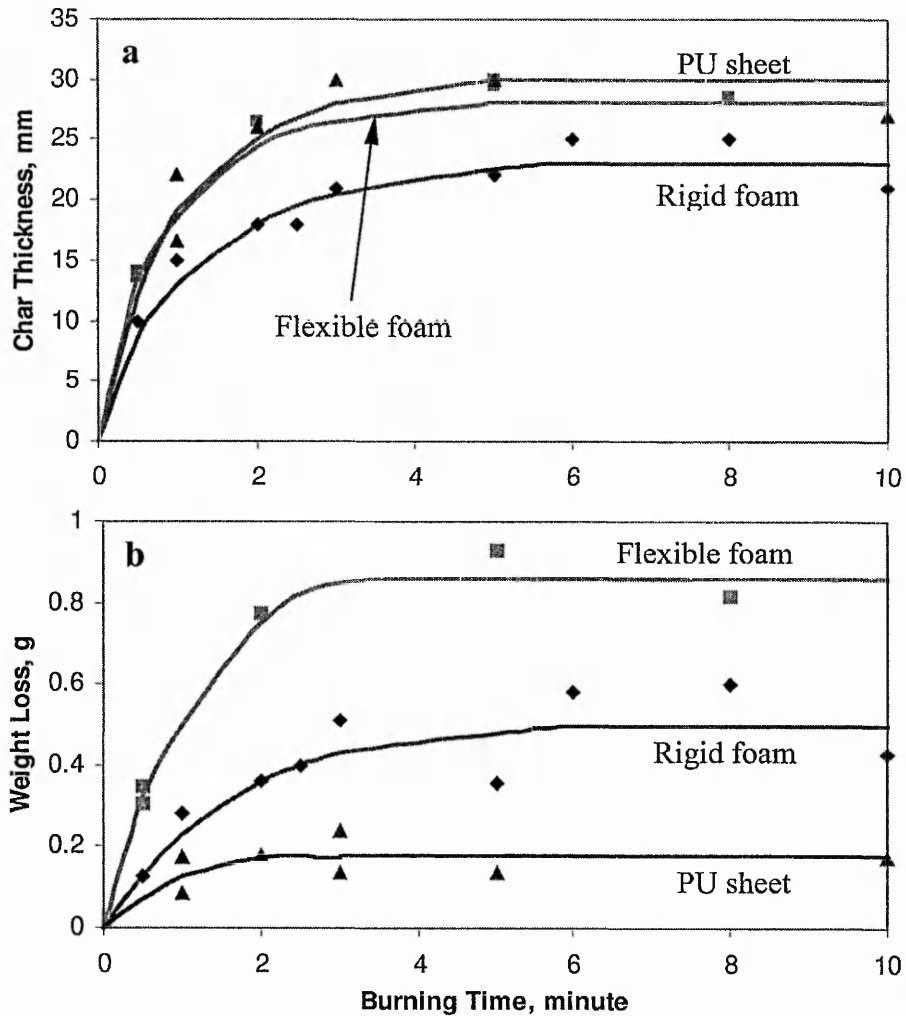 a
35
30
25
20
15
10
5
0
Char Thickness, mm
PU sheet
Rigid foam
Flexible foam
0 2 4 6 8 10
b
1
0.8
0.6
0.4
0.2
0
Weight Loss, g
Flexible foam
Rigid foam
PU sheet
0 2 4 6 8 10
Burning Time, minute